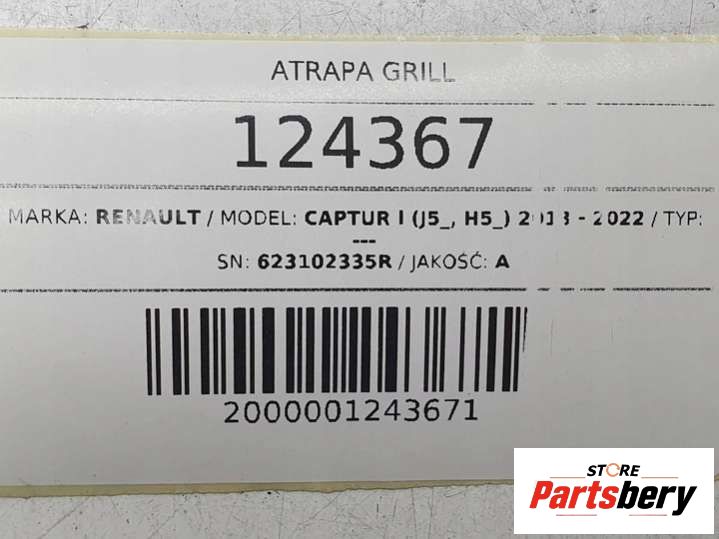 ATRAPA GRILL
124367
MARKA: RENAULT / MODEL: CAPTUR I (J5_, H5_) 2013 - 2022 / TYP:
---
SN: 623102335R / JAKOŚĆ: A
2000001243671
STORE
Partsbery